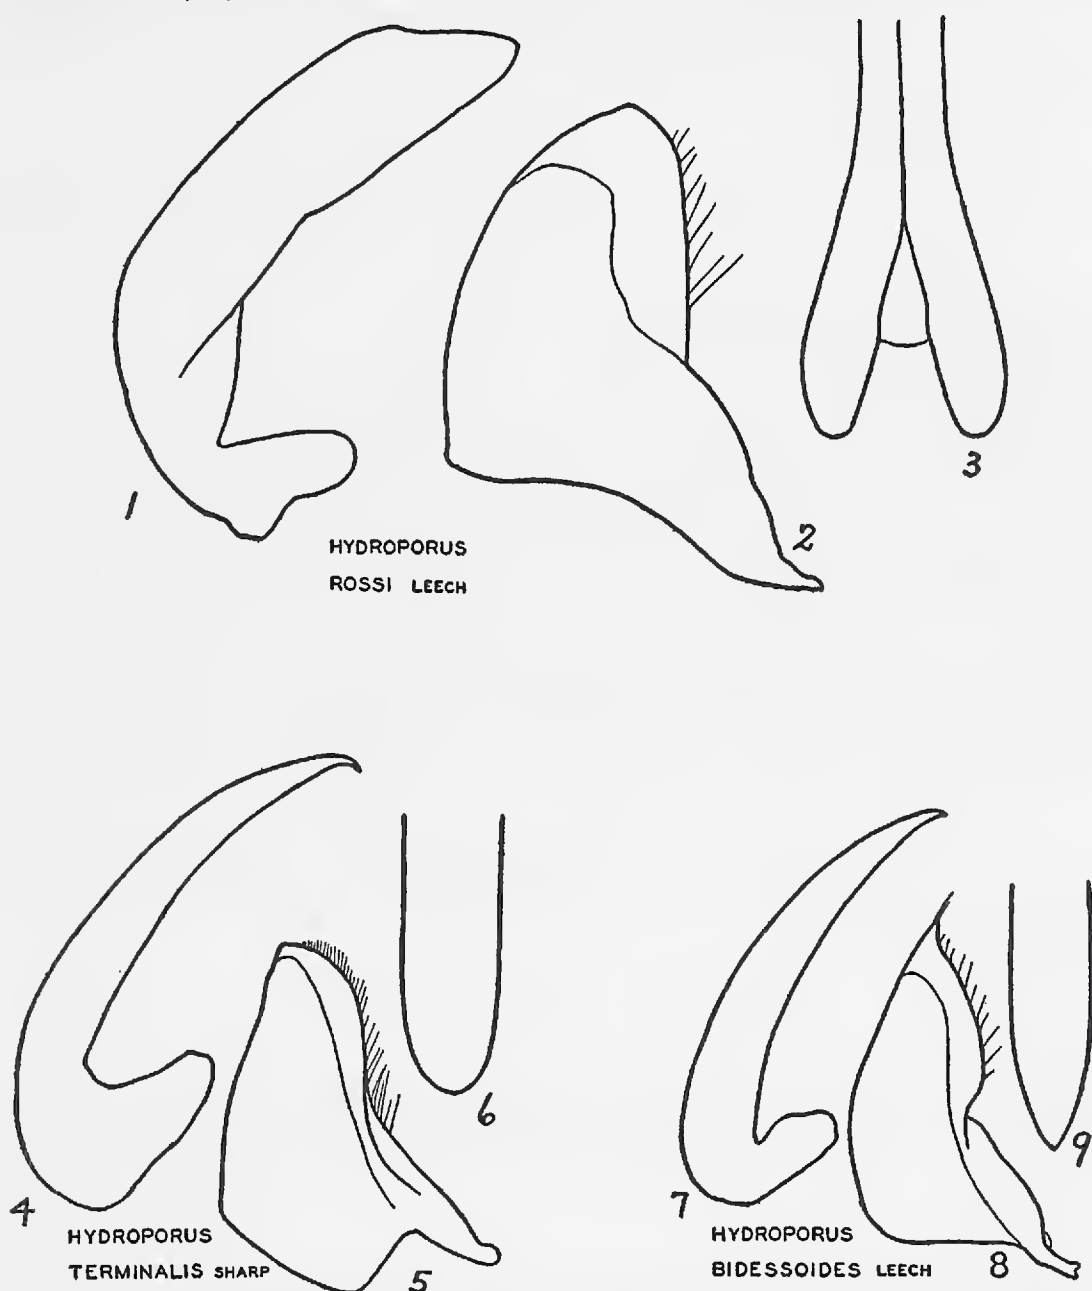 1
2
3
HYDROPORUS
ROSSI LEECH
4
5
6
HYDROPORUS
TERMINALIS SHARP
7
8
9
HYDROPORUS
BIDESSOIDES LEECH